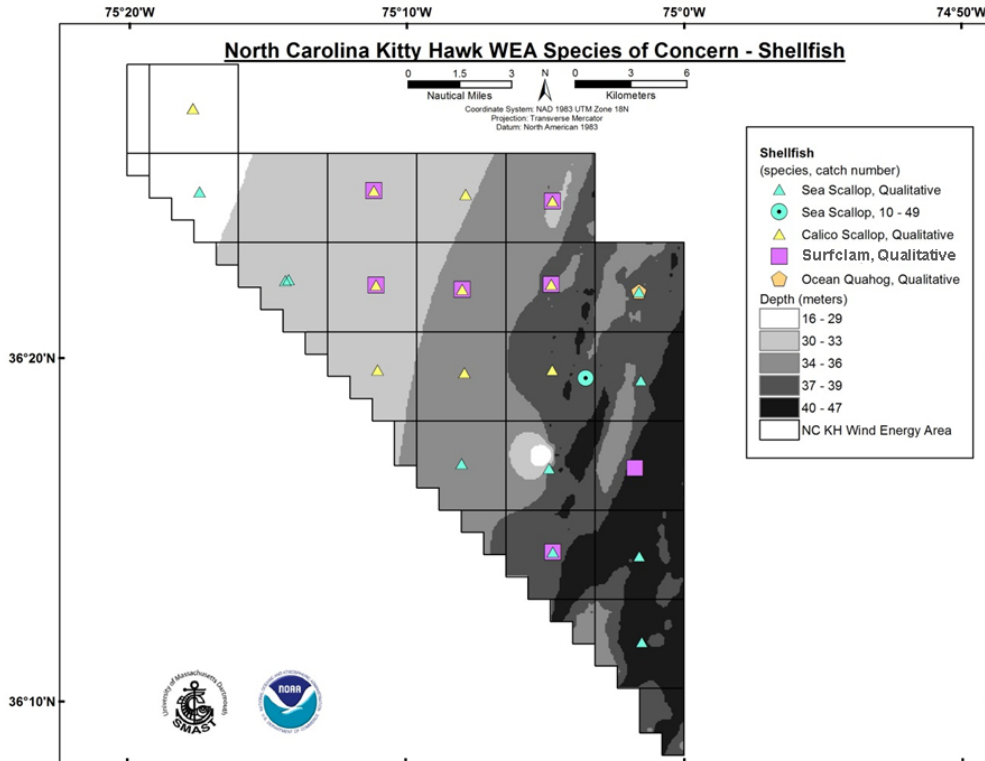 75°20'W 75°10'W 75°0'W 74°50'W
North Carolina Kitty Hawk WEA Species of Concern - Shellfish
0 1.5 3 N 0 3 6
Nautical Miles Kilometers
Coordinate System: NAD 1983 UTM Zone 18N
Projection: Transverse Mercator
Datum: North American 1983
Shellfish
(species, catch number)
Sea Scallop, Qualitative
Sea Scallop, 10 - 49
Calico Scallop, Qualitative
Surfclam, Qualitative
Ocean Quahog, Qualitative
Depth (meters)
16 - 29
30 - 33
34 - 36
37 - 39
40 - 47
NC KH Wind Energy Area
36°20'N
36°10'N
University of Massachusetts Dartmouth
SMAST
NOAA